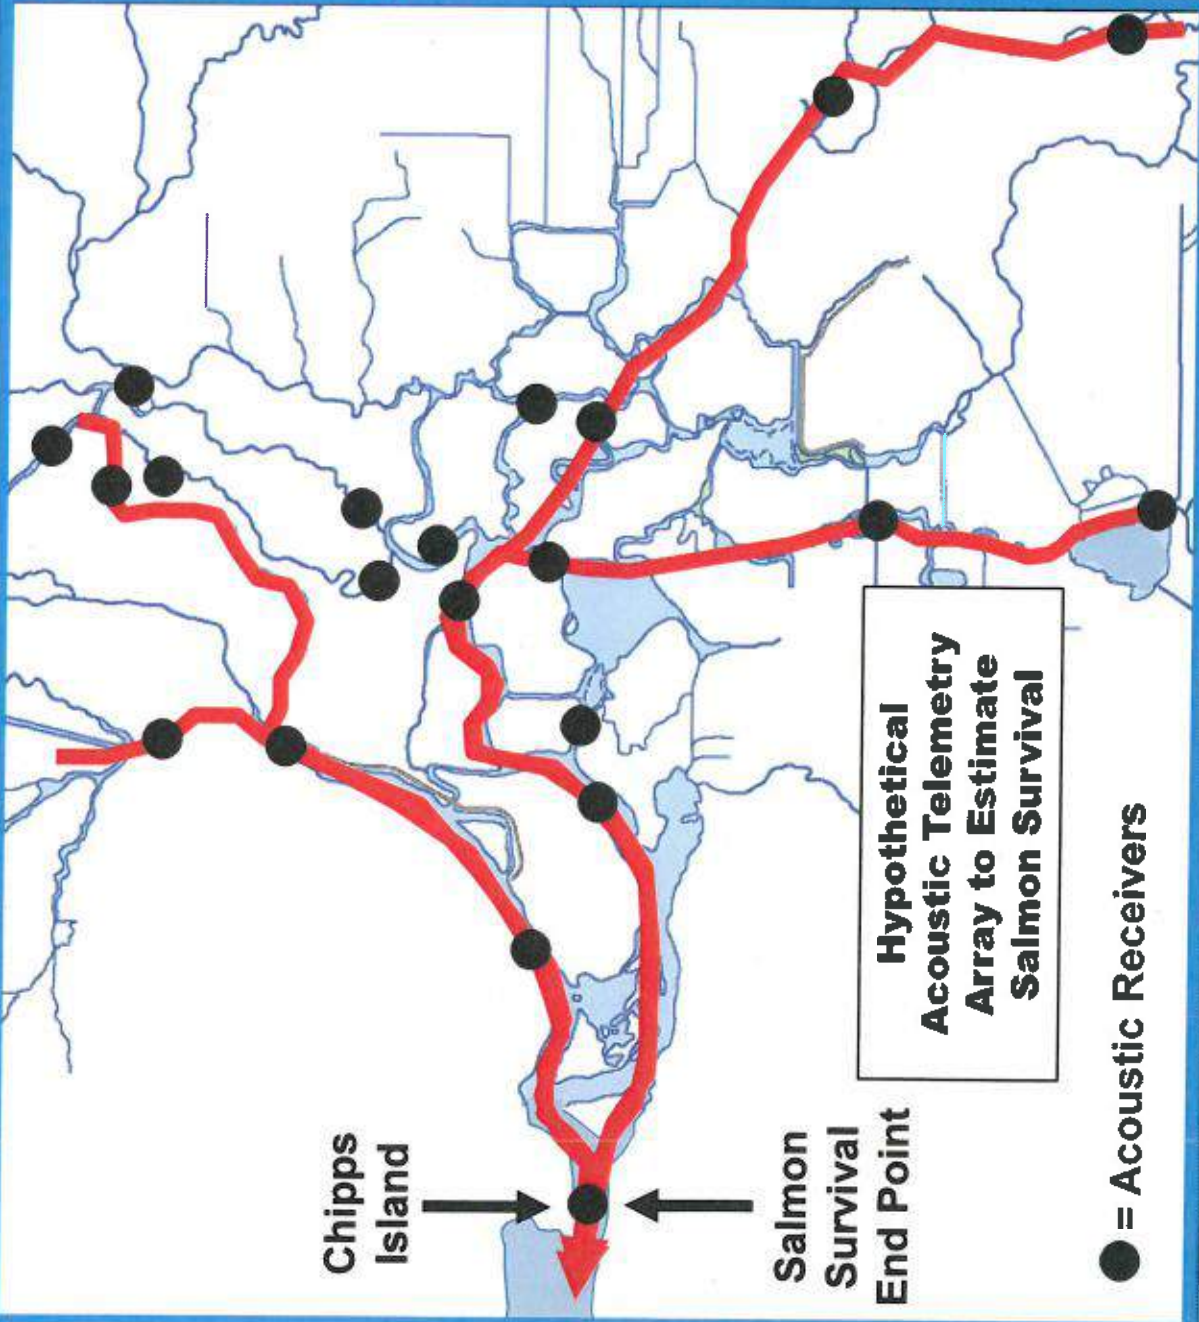 Chipps
Island
Salmon
Survival
End Point
Hypothetical
Acoustic Telemetry
Array to Estimate
Salmon Survival
= Acoustic Receivers